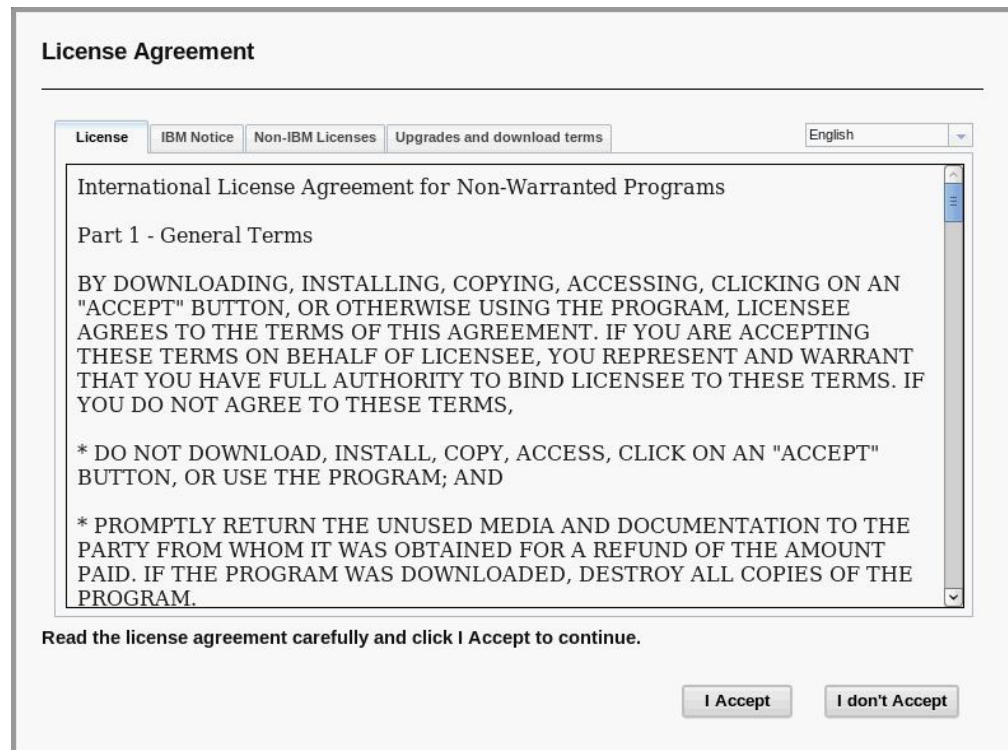 License Agreement
License
IBM Notice
Non-IBM Licenses
Upgrades and download terms
English
International License Agreement for Non-Warranted Programs
Part 1 - General Terms
BY DOWNLOADING, INSTALLING, COPYING, ACCESSING, CLICKING ON AN
"ACCEPT" BUTTON, OR OTHERWISE USING THE PROGRAM, LICENSEE
AGREES TO THE TERMS OF THIS AGREEMENT. IF YOU ARE ACCEPTING
THESE TERMS ON BEHALF OF LICENSEE, YOU REPRESENT AND WARRANT
THAT YOU HAVE FULL AUTHORITY TO BIND LICENSEE TO THESE TERMS. IF
YOU DO NOT AGREE TO THESE TERMS,
* DO NOT DOWNLOAD, INSTALL, COPY, ACCESS, CLICK ON AN "ACCEPT"
BUTTON, OR USE THE PROGRAM; AND
* PROMPTLY RETURN THE UNUSED MEDIA AND DOCUMENTATION TO THE
PARTY FROM WHOM IT WAS OBTAINED FOR A REFUND OF THE AMOUNT
PAID. IF THE PROGRAM WAS DOWNLOADED, DESTROY ALL COPIES OF THE
PROGRAM.
Read the license agreement carefully and click I Accept to continue.
I Accept
I don't Accept